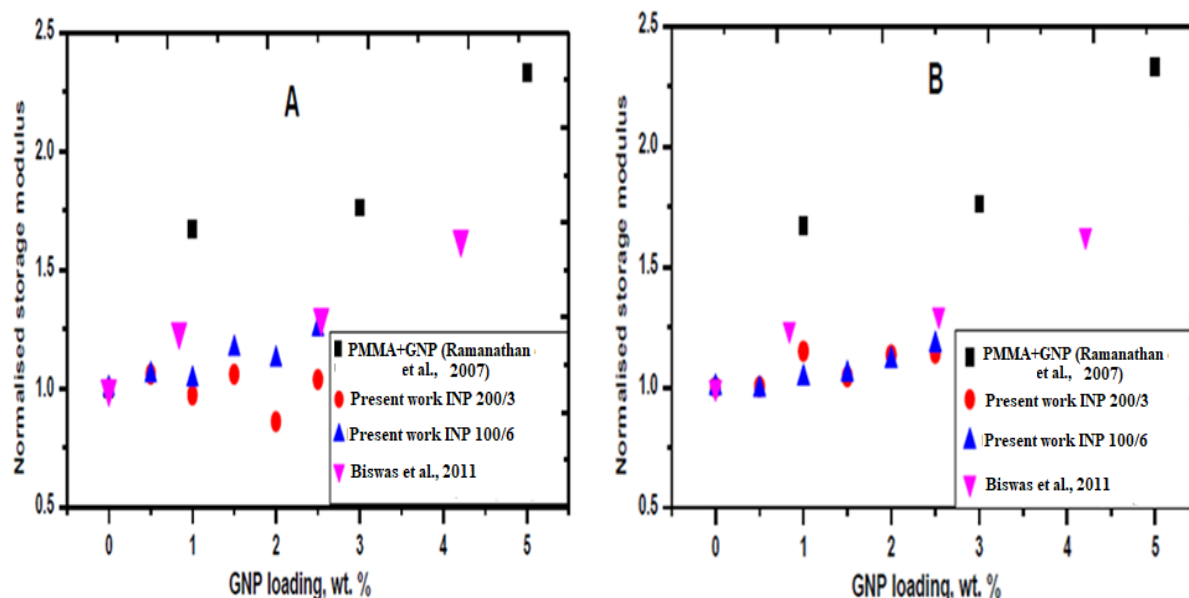 2.5
2.0
1.5
1.0
0.5
Normalised storage modulus
A
PMMA+GNP (Ramanathan
et al., 2007)
Present work INP 200/3
Present work INP 100/6
Biswas et al., 2011
0 1 2 3 4 5
GNP loading, wt. %
2.5
2.0
1.5
1.0
0.5
Normalised storage modulus
B
PMMA+GNP (Ramanathan
et al., 2007)
Present work INP 200/3
Present work INP 100/6
Biswas et al., 2011
0 1 2 3 4 5
GNP loading, wt. %